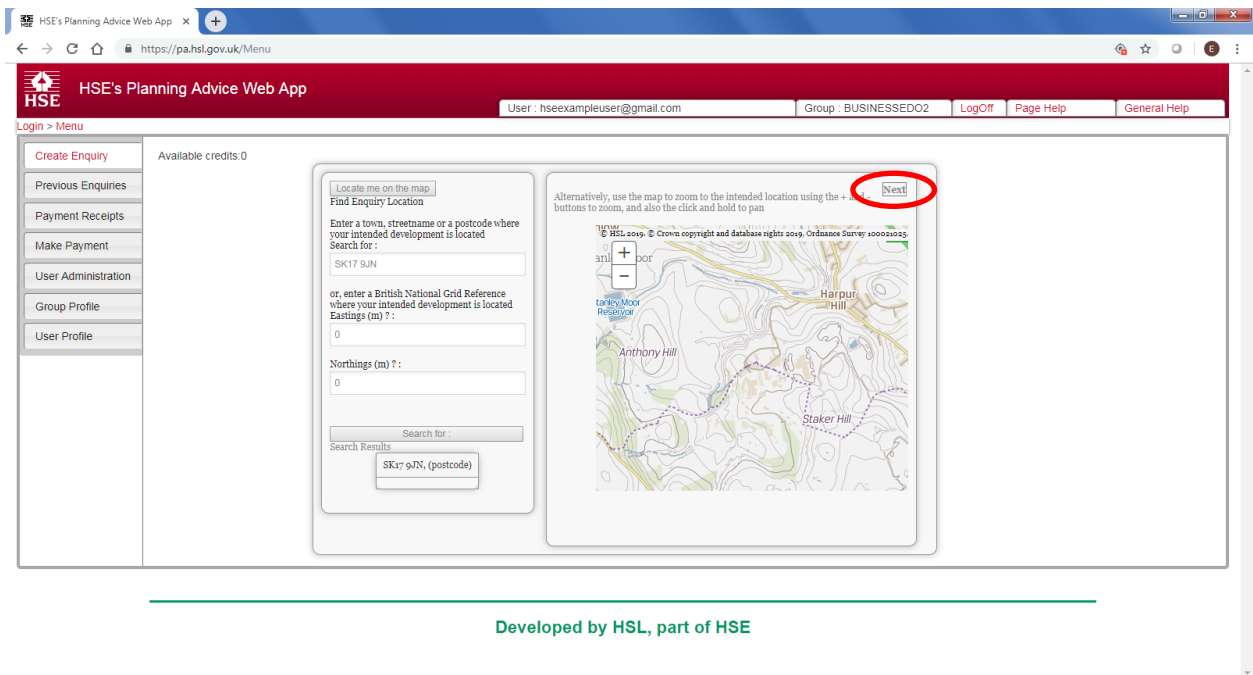 HSE's Planning Advice Web App
https://pa.hsl.gov.uk/Menu
E
HSE
HSE's Planning Advice Web App
User : hseexampleuser@gmail.com
Group : BUSINESSEDO2
LogOff
Page Help
General Help
Login > Menu
Create Enquiry
Previous Enquiries
Payment Receipts
Make Payment
User Administration
Group Profile
User Profile
Available credits:0
Locate me on the map
Find Enquiry Location
Enter a town, streetname or a postcode where
your intended development is located
Search for :
SK17 9JN
or, enter a British National Grid Reference
where your intended development is located
Eastings (m) ? :
0
Northings (m) ? :
0
Search for :
Search Results
SK17 9JN, (postcode)
Next
Alternatively, use the map to zoom to the intended location using the + and -
buttons to zoom, and also the click and hold to pan
© HSL 2019. © Crown copyright and database rights 2019. Ordnance Survey 100021025.
+
−
Harpur
Hill
Reservoir
Anthony Hill
Staker Hill
Developed by HSL, part of HSE